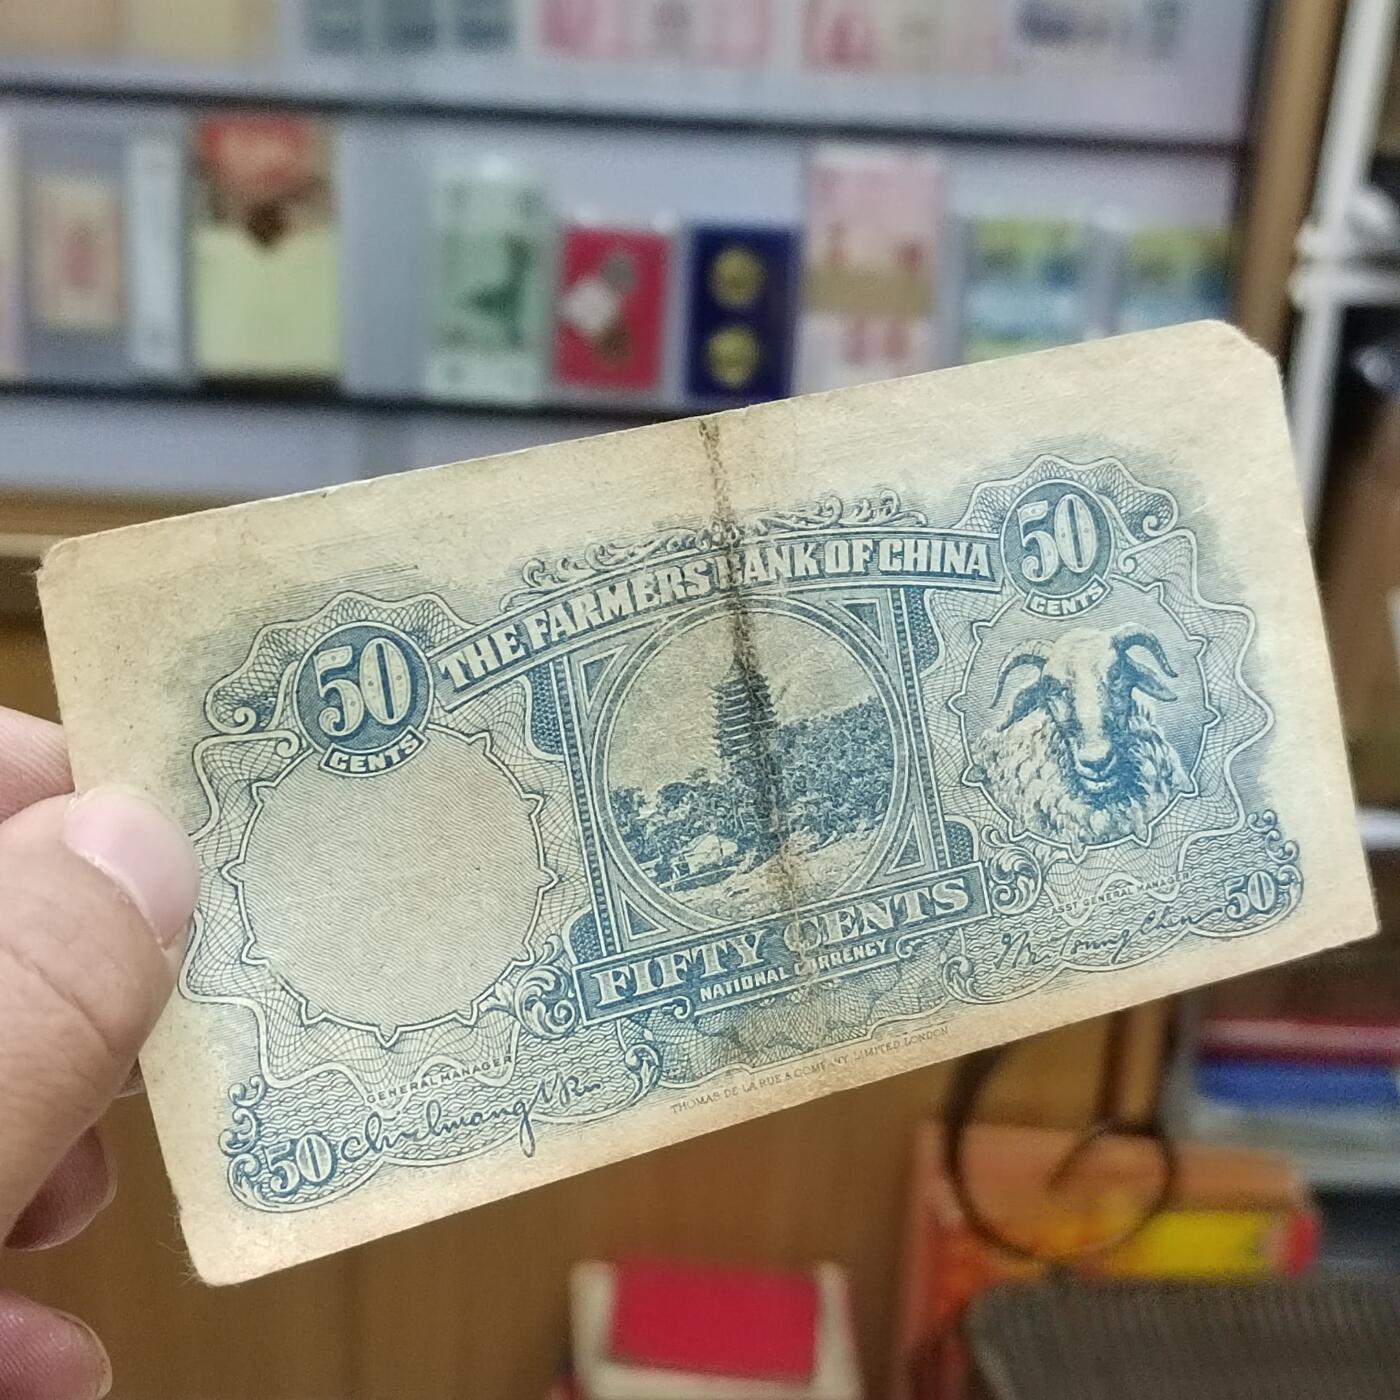 THE FARMERS BANK OF CHINA
50
CENTS
50
CENTS
FIFTY CENTS
NATIONAL CURRENCY
GENERAL MANAGER
ASST GENERAL MANAGER
50
50
THOMAS DE LA RUE & COMPANY LIMITED LONDON